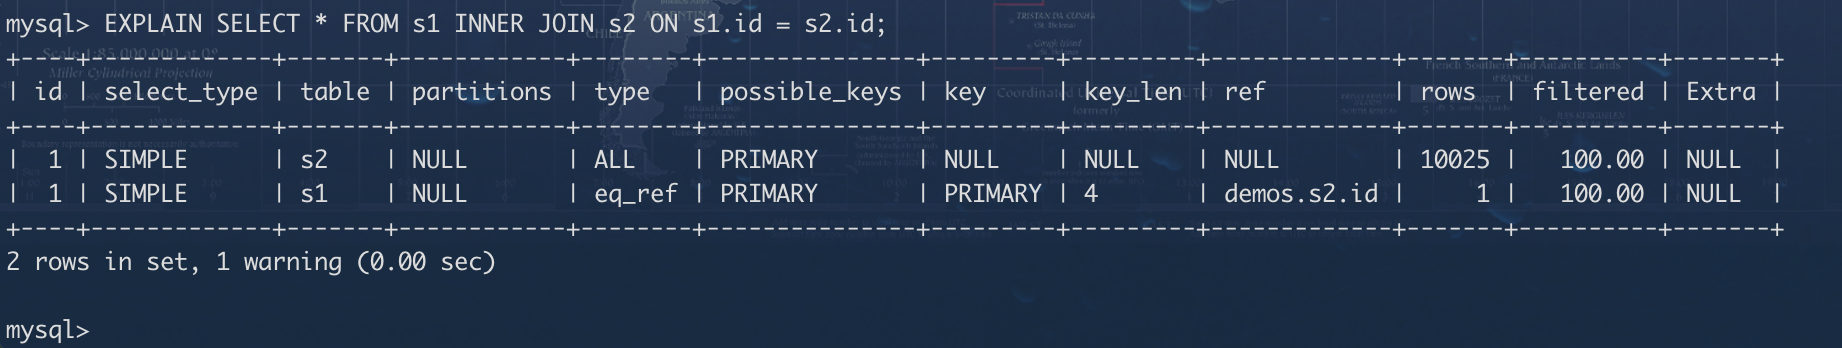 mysql> EXPLAIN SELECT * FROM s1 INNER JOIN s2 ON s1.id = s2.id;
+----+-------------+-------+------------+--------+---------------+---------+---------+-------------+-------+----------+-------+
| id | select_type | table | partitions | type   | possible_keys | key     | key_len | ref         | rows  | filtered | Extra |
+----+-------------+-------+------------+--------+---------------+---------+---------+-------------+-------+----------+-------+
|  1 | SIMPLE      | s2    | NULL       | ALL    | PRIMARY       | NULL    | NULL    | NULL        | 10025 |   100.00 | NULL  |
|  1 | SIMPLE      | s1    | NULL       | eq_ref | PRIMARY       | PRIMARY | 4       | demos.s2.id |     1 |   100.00 | NULL  |
+----+-------------+-------+------------+--------+---------------+---------+---------+-------------+-------+----------+-------+
2 rows in set, 1 warning (0.00 sec)
mysql>